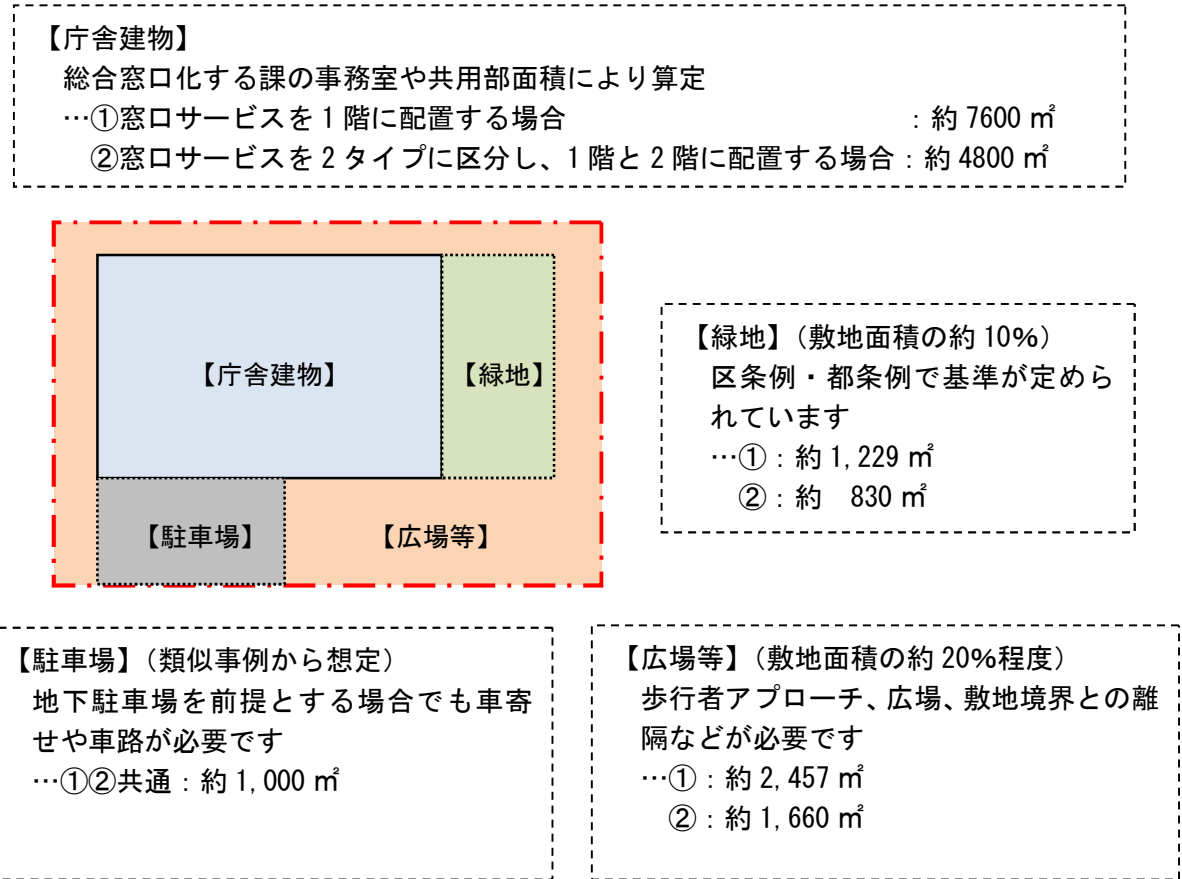 【庁舎建物】
総合窓口化する課の事務室や共用部面積により算定
…①窓口サービスを1階に配置する場合：約7600㎡
②窓口サービスを2タイプに区分し、1階と2階に配置する場合：約4800㎡
【庁舎建物】
【緑地】
【駐車場】
【広場等】
【緑地】（敷地面積の約10%）
区条例・都条例で基準が定めら
れています
…①：約1,229㎡
②：約　830㎡
【駐車場】（類似事例から想定）
地下駐車場を前提とする場合でも車寄
せや車路が必要です
…①②共通：約1,000㎡
【広場等】（敷地面積の約20%程度）
歩行者アプローチ、広場、敷地境界との離
隔などが必要です
…①：約2,457㎡
②：約1,660㎡